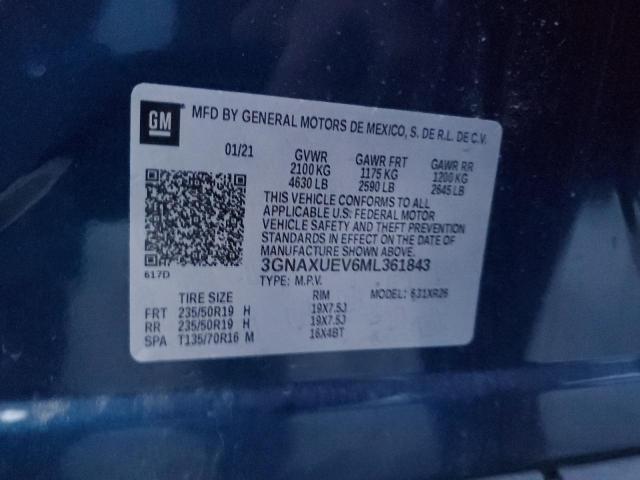 GM
MFD BY GENERAL MOTORS DE MEXICO, S. DE R.L. DE C.V.
01/21 GVWR GAWR FRT GAWR RR
2100 KG 1175 KG 1200 KG
4630 LB 2590 LB 2645 LB
THIS VEHICLE CONFORMS TO ALL
APPLICABLE U.S. FEDERAL MOTOR
VEHICLE SAFETY AND THEFT PREVENTION
STANDARDS IN EFFECT ON THE DATE OF
MANUFACTURE SHOWN ABOVE.
3GNAXUEV6ML361843
617D
TYPE: M.P.V. MODEL: 631XR26
TIRE SIZE RIM
FRT 235/50R19 H 19X7.5J
RR 235/50R19 H 19X7.5J
SPA T135/70R16 M 16X4BT